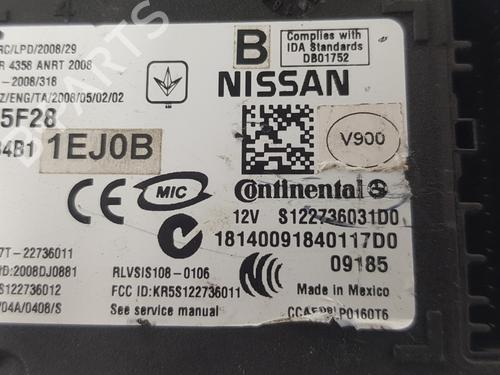 RC/LPD/2008/29
R 4358 ANRT 2008
-2008/318
Z/ENG/TA/2008/05/02/02
5F28
34B1 1EJ0B
B
Complies with
IDA Standards
DB01752
NISSAN
V900
CE MIC
Continental
12V S122736031D0
18140091840117D0
7T-22736011
D:2008DJ0881
S122736012
/04A/0408/S
RLVSIS108-0106
FCC ID:KR5S122736011
See service manual
09185
Made in Mexico
B PARTS